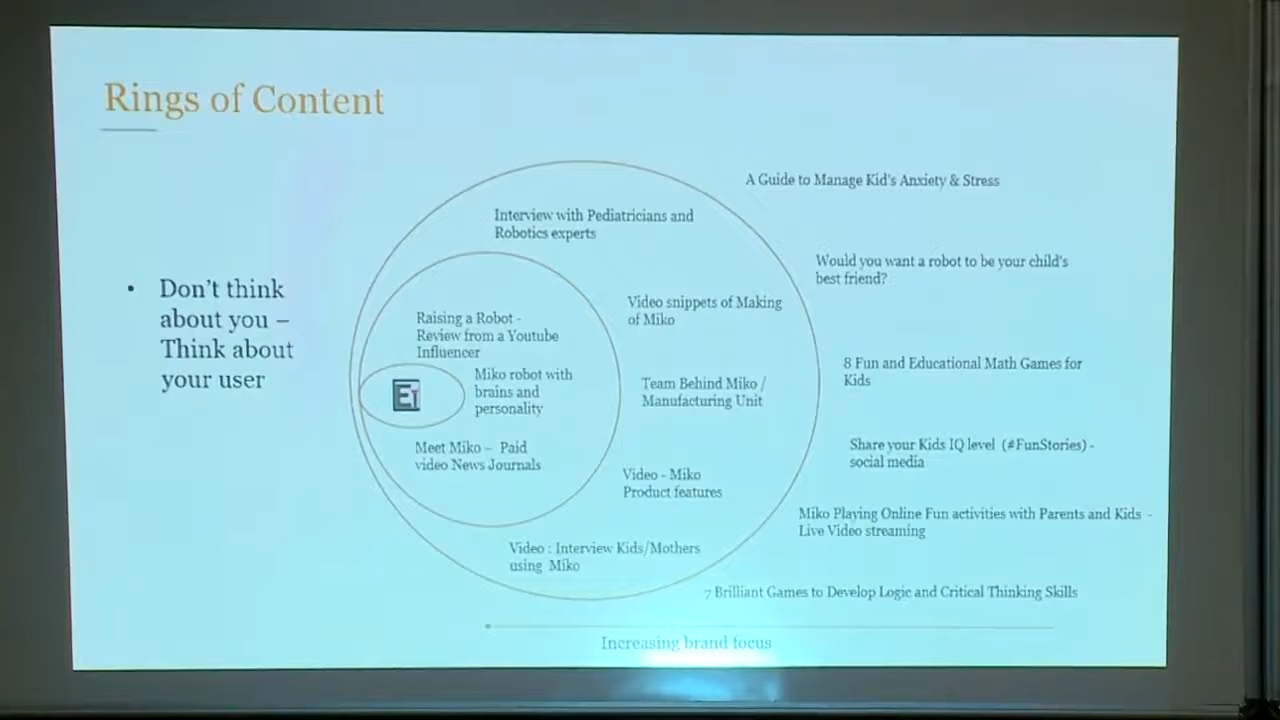 Rings of Content
• Don't think
about you –
Think about
your user
A Guide to Manage Kid's Anxiety & Stress
Interview with Pediatricians and
Robotics experts
Would you want a robot to be your child's
best friend?
Video snippets of Making
of Miko
Raising a Robot -
Review from a Youtube
Influencer
8 Fun and Educational Math Games for
Kids
Miko robot with
brains and
personality
Team Behind Miko /
Manufacturing Unit
EI
Meet Miko – Paid
video News Journals
Share your Kids IQ level (#FunStories) -
social media
Video - Miko
Product features
Miko Playing Online Fun activities with Parents and Kids -
Live Video streaming
Video : Interview Kids/Mothers
using Miko
7 Brilliant Games to Develop Logic and Critical Thinking Skills
Increasing brand focus